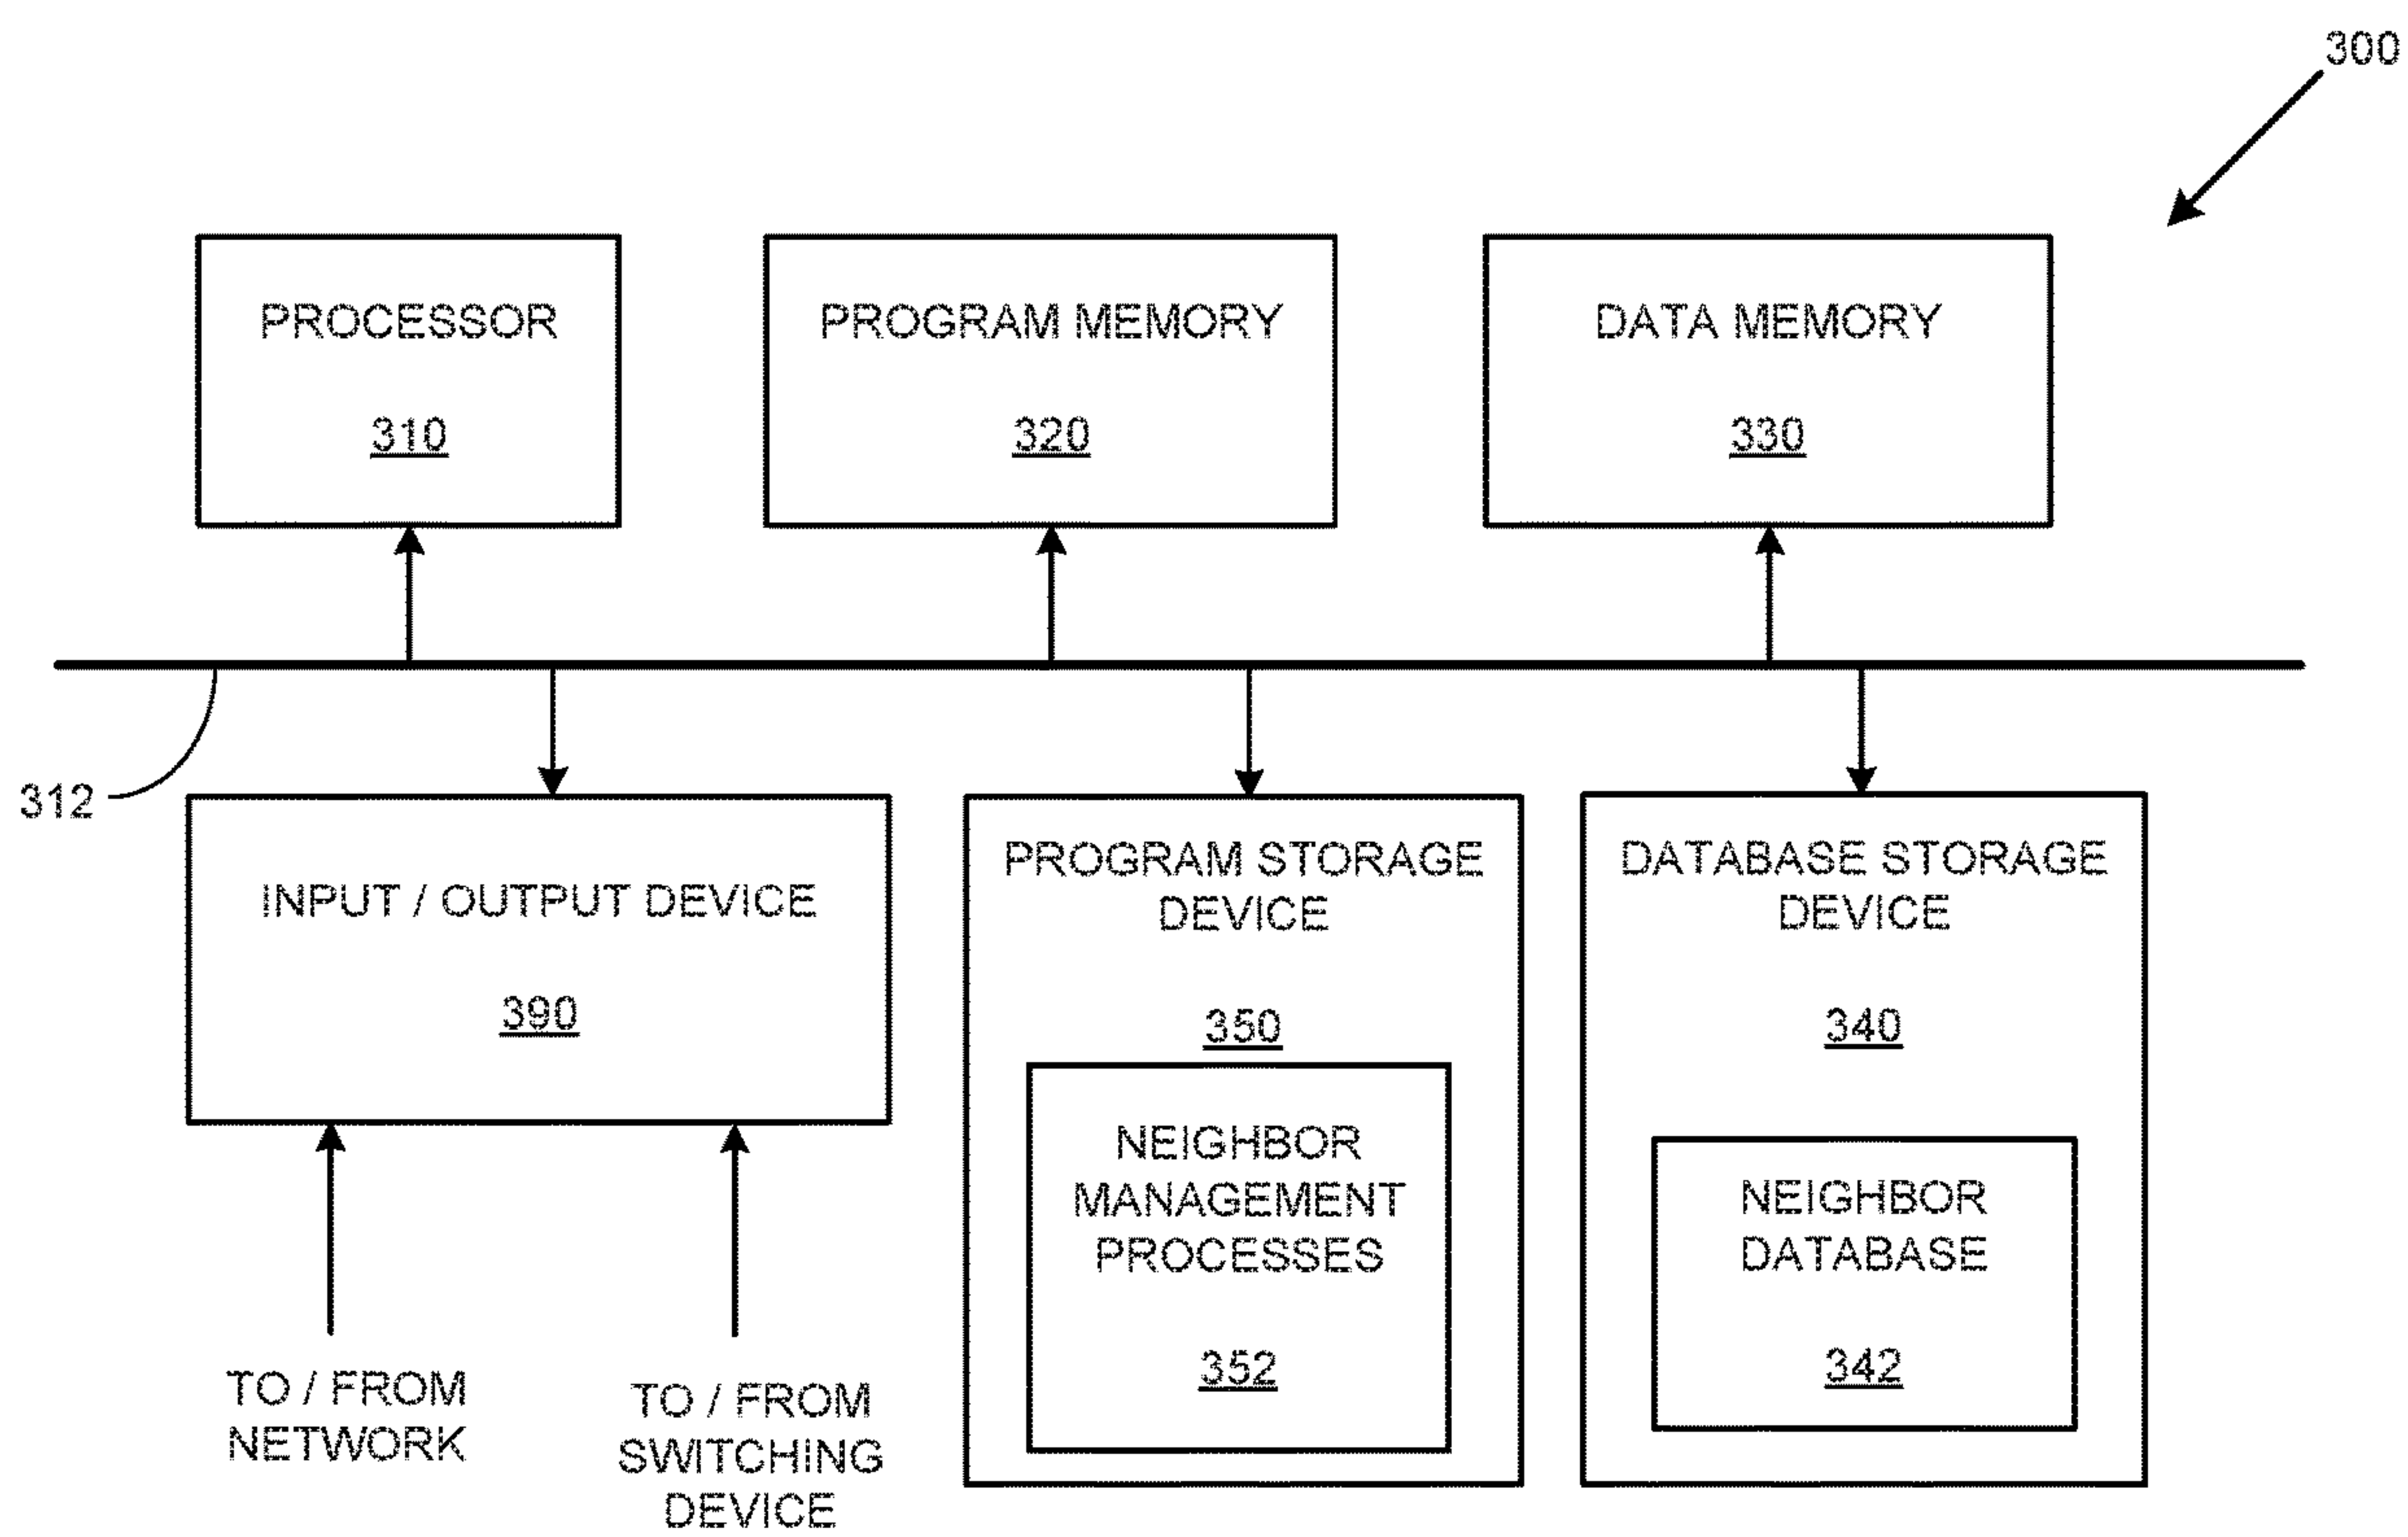 300
PROCESSOR
310
PROGRAM MEMORY
320
DATA MEMORY
330
312
INPUT / OUTPUT DEVICE
390
PROGRAM STORAGE
DEVICE
350
NEIGHBOR
MANAGEMENT
PROCESSES
352
DATABASE STORAGE
DEVICE
340
NEIGHBOR
DATABASE
342
TO / FROM
NETWORK
TO / FROM
SWITCHING
DEVICE